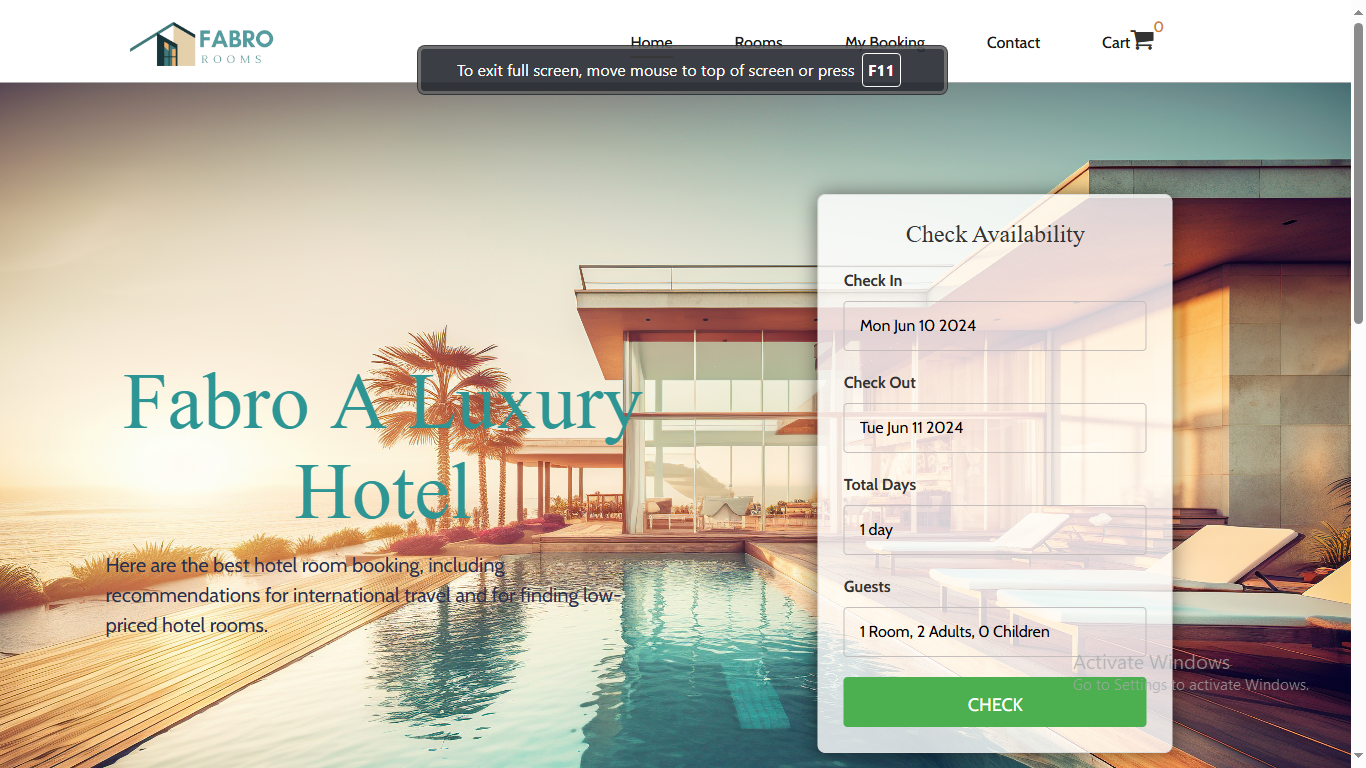 FABRO
ROOMS
Home
Rooms
My Booking
Contact
Cart
0
To exit full screen, move mouse to top of screen or press F11
Fabro A Luxury
Hotel
Here are the best hotel room booking, including
recommendations for international travel and for finding low-
priced hotel rooms.
Check Availability
Check In
Mon Jun 10 2024
Check Out
Tue Jun 11 2024
Total Days
1 day
Guests
1 Room, 2 Adults, 0 Children
CHECK
Activate Windows
Go to Settings to activate Windows.